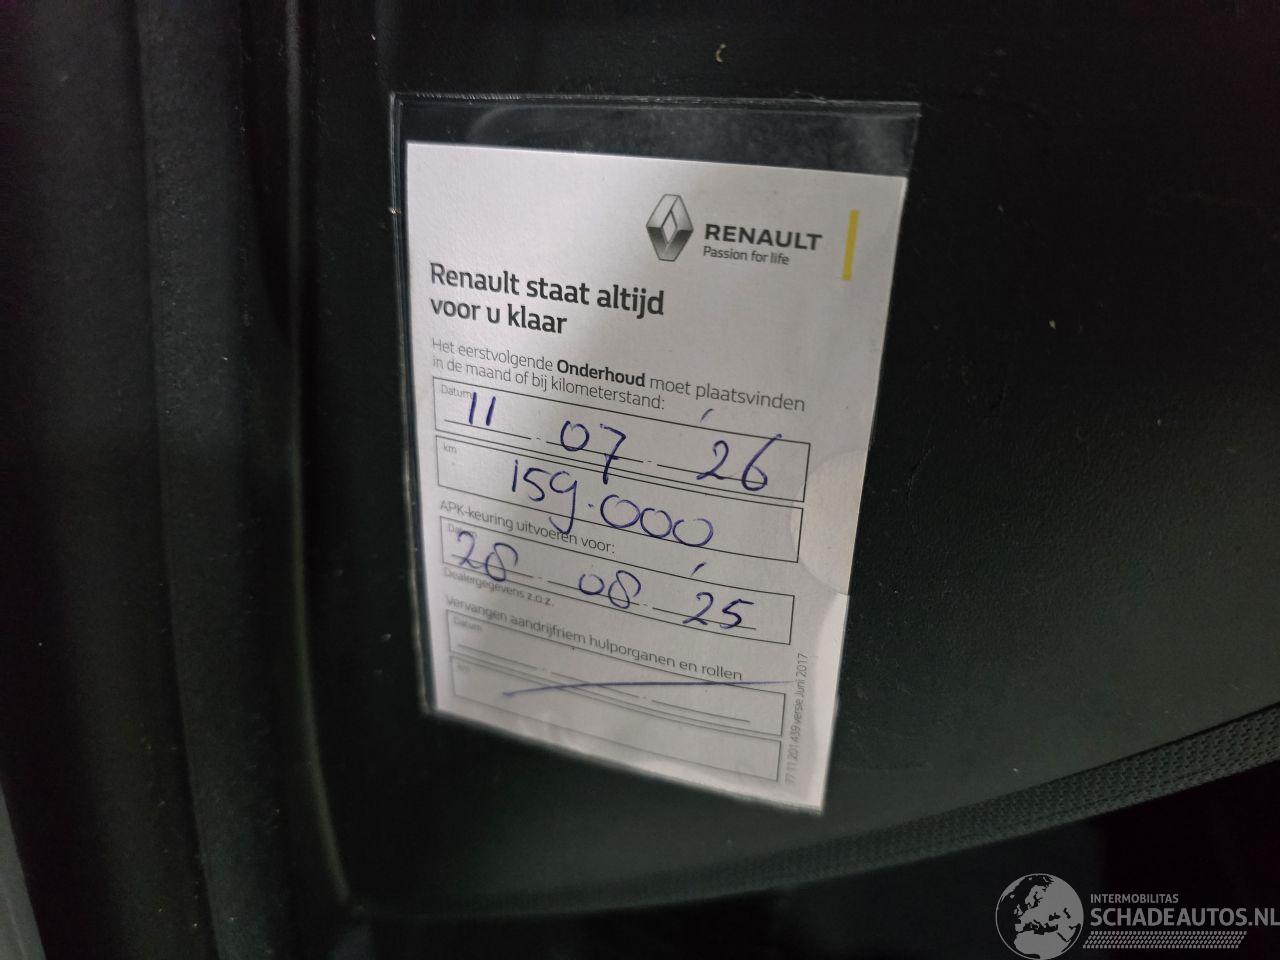 RENAULT
Passion for life
Renault staat altijd
voor u klaar
Het eerstvolgende Onderhoud moet plaatsvinden
in de maand of bij kilometerstand:
Datum 11 - 07 - '26
km 159.000
APK-keuring uitvoeren voor:
Datum 28 - 08 - '25
Dealergegevens z.o.z.
Vervangen aandrijfriem hulporganen en rollen
Datum
km
77 11 201 439 versie Juni 2017
INTERMOBILITAS
SCHADEAUTOS.NL